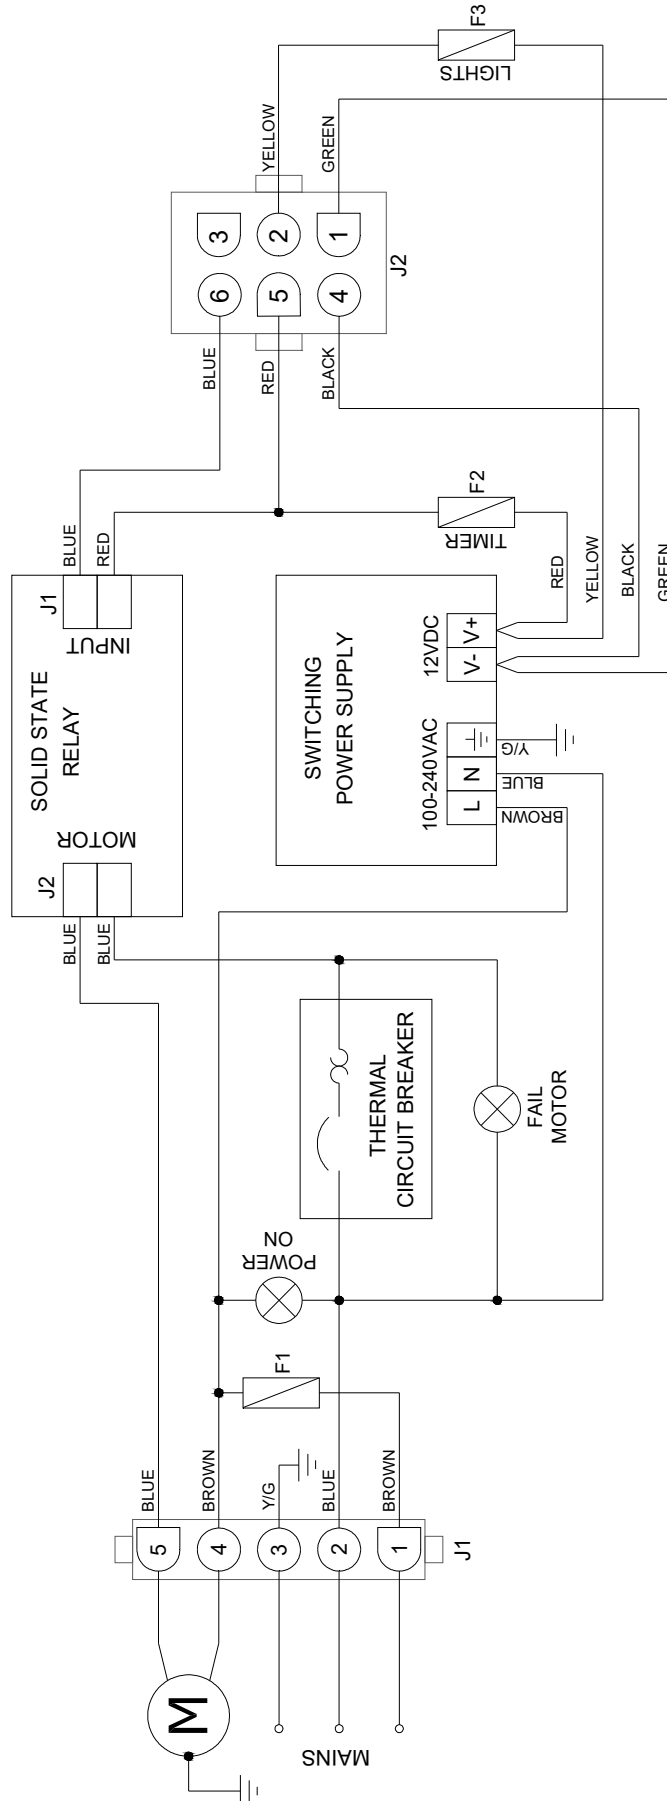 F3
LIGHTS
YELLOW
GREEN
3
2
1
6
5
4
J2
BLUE
RED
BLACK
BLUE
RED
F2
TIMER
J1
INPUT
SOLID STATE
RELAY
MOTOR
J2
BLUE
BLUE
RED
YELLOW
BLACK
GREEN
SWITCHING
POWER SUPPLY
12VDC
V+
V-
100-240VAC
N
L
Y/G
BLUE
BROWN
THERMAL
CIRCUIT BREAKER
FAIL
MOTOR
POWER
ON
F1
BLUE
BROWN
Y/G
BLUE
BROWN
5
4
3
2
1
J1
M
MAINS